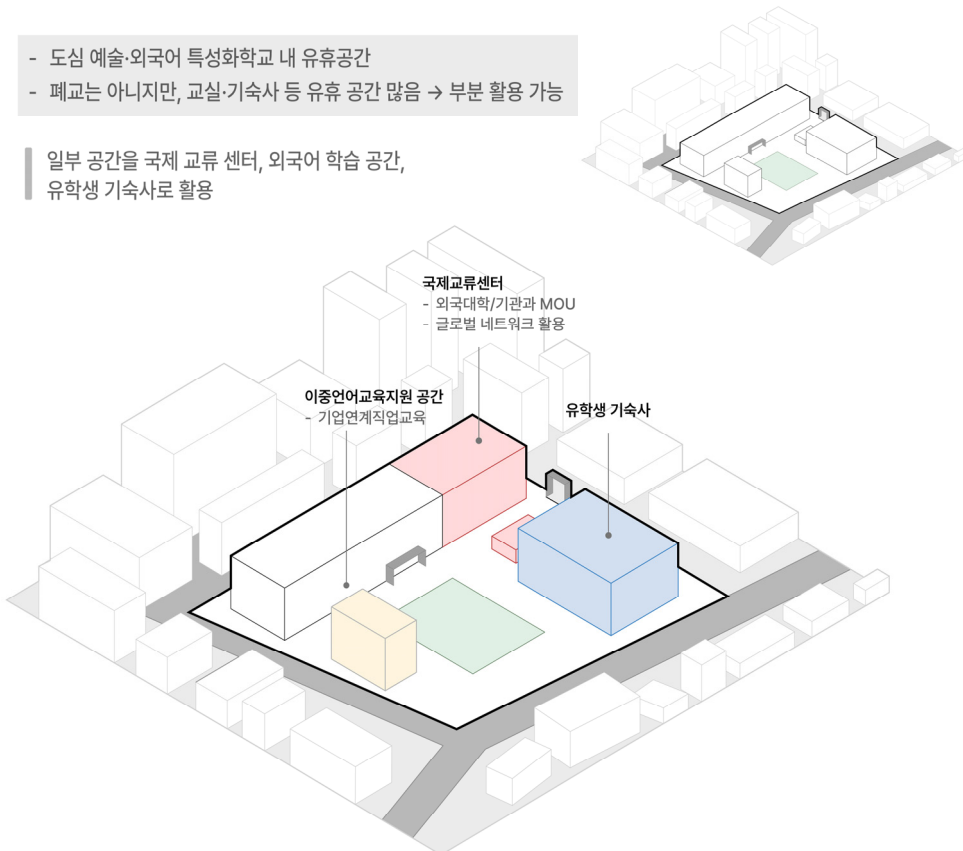 - 도심 예술·외국어 특성화학교 내 유휴공간
- 폐교는 아니지만, 교실·기숙사 등 유휴 공간 많음 → 부분 활용 가능
일부 공간을 국제 교류 센터, 외국어 학습 공간,
유학생 기숙사로 활용
국제교류센터
- 외국대학/기관과 MOU
- 글로벌 네트워크 활용
이중언어교육지원 공간
- 기업연계직업교육
유학생 기숙사